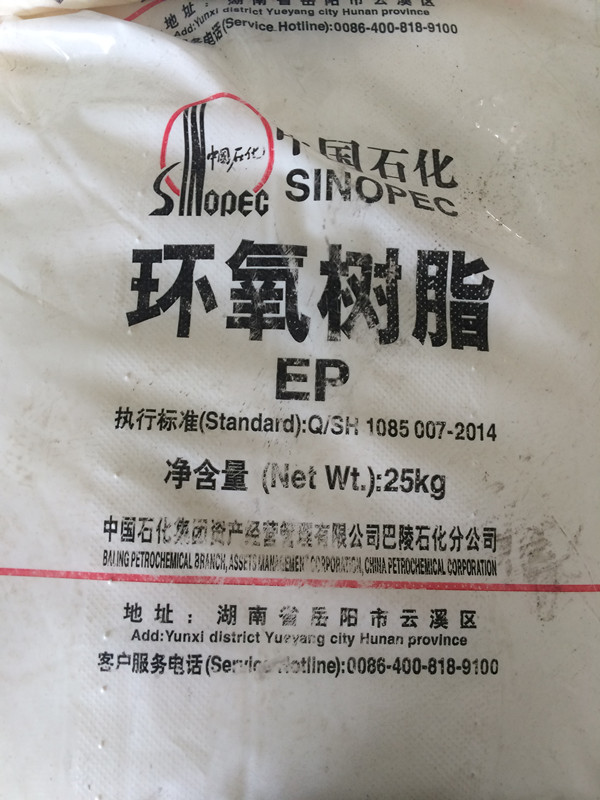 地址：湖南省岳阳市云溪区
Add:Yunxi district Yueyang city Hunan province
电话(Service Hotline):0086-400-818-9100
中国石化
SINOPEC
中国石化
SINOPEC
环氧树脂
EP
执行标准(Standard):Q/SH 1085 007-2014
净含量 (Net Wt.):25kg
中国石化集团资产经营管理有限公司巴陵石化分公司
BALING PETROCHEMICAL BRANCH, ASSETS MANAGEMENT CORPORATION, CHINA PETROCHEMICAL CORPORATION
地址：湖南省岳阳市云溪区
Add:Yunxi district Yueyang city Hunan province
客户服务电话(Service Hotline):0086-400-818-9100